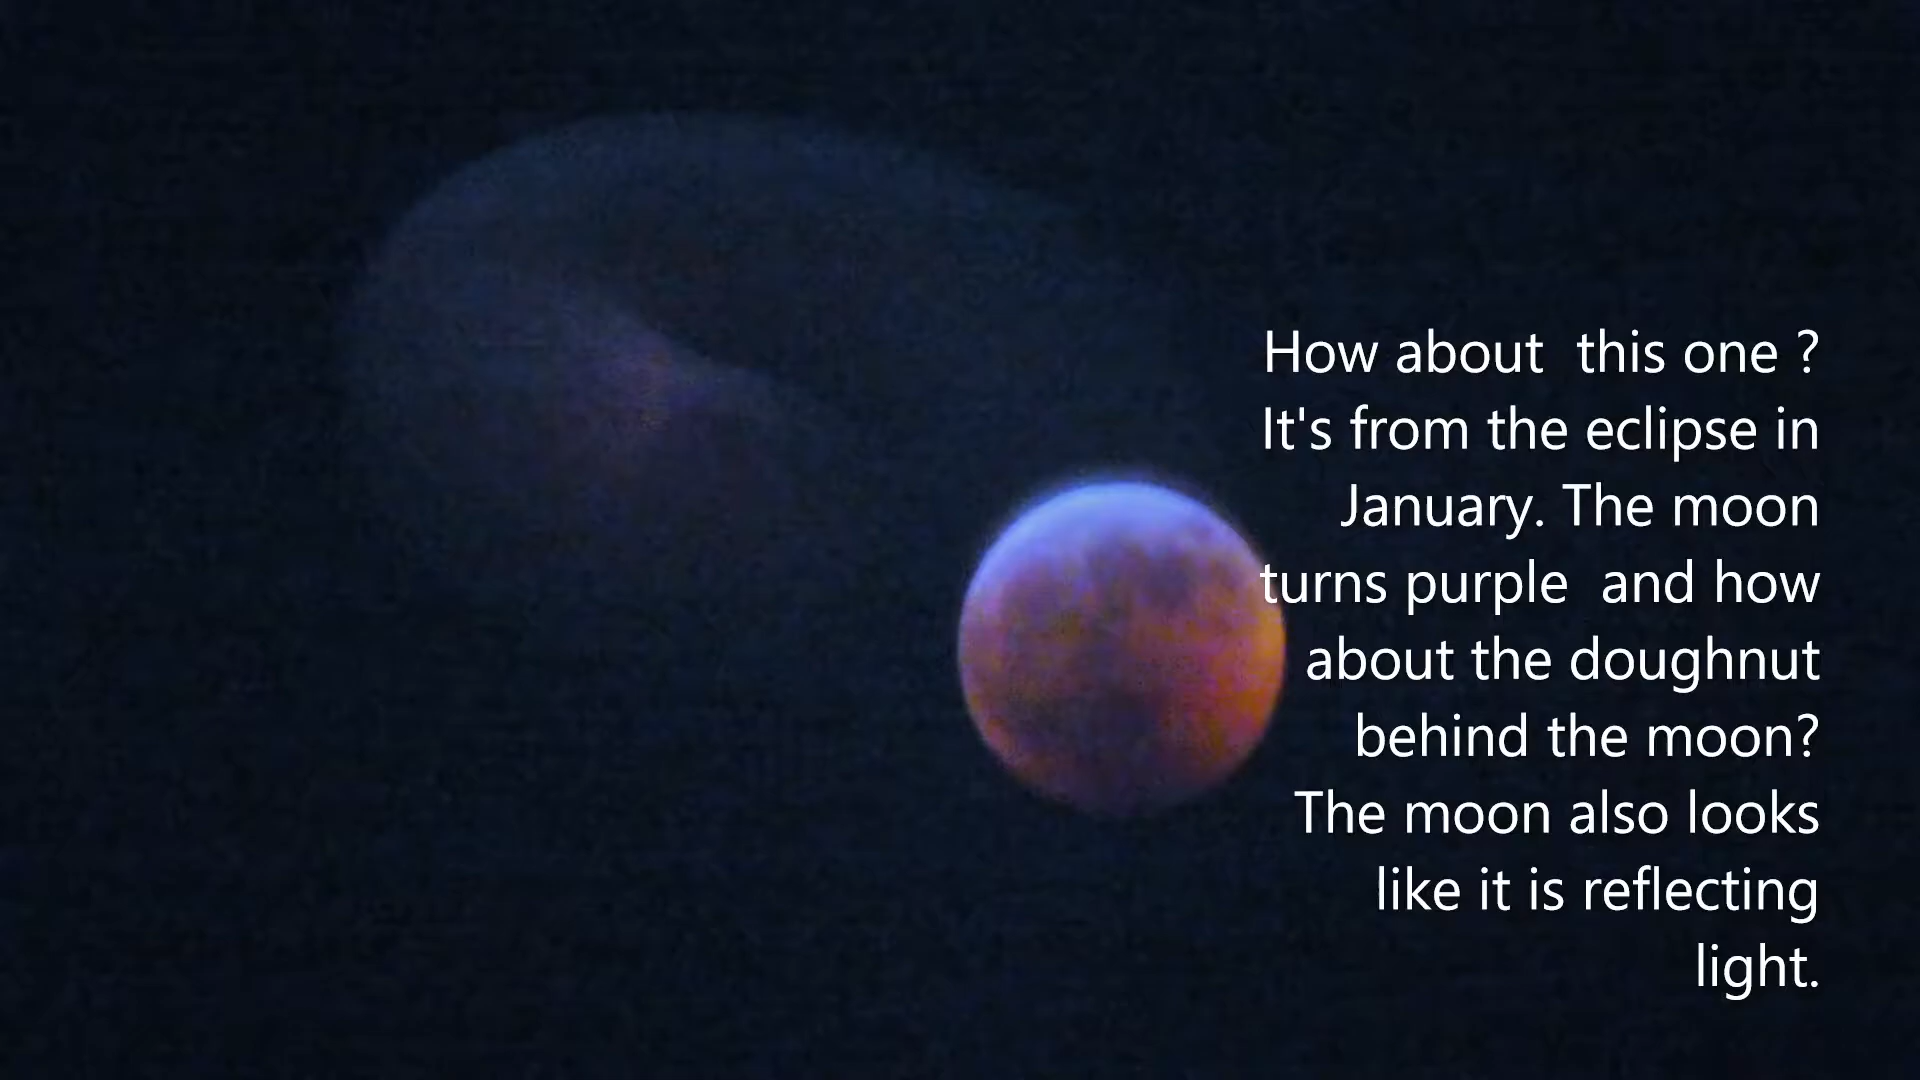 How about  this one ?
It's from the eclipse in
January. The moon
turns purple  and how
about the doughnut
behind the moon?
The moon also looks
like it is reflecting
light.